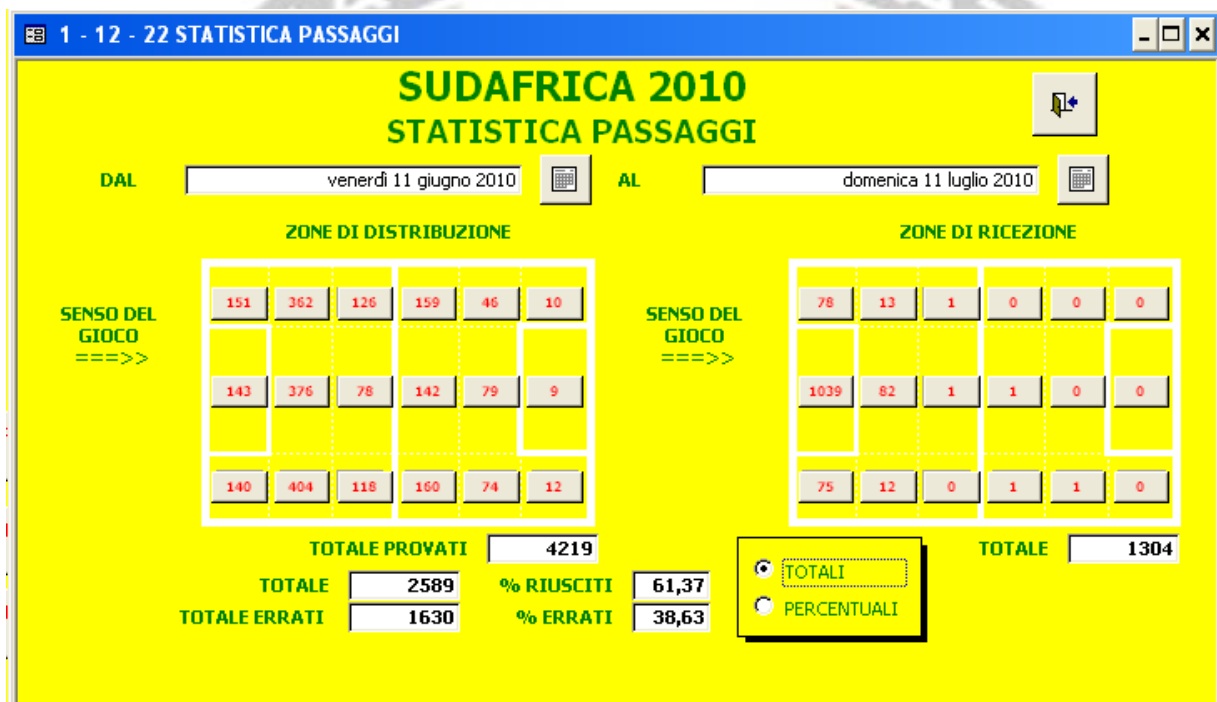 1 - 12 - 22 STATISTICA PASSAGGI
SUDAFRICA 2010
STATISTICA PASSAGGI
DAL venerdì 11 giugno 2010 AL domenica 11 luglio 2010
ZONE DI DISTRIBUZIONE ZONE DI RICEZIONE
SENSO DEL
GIOCO
===>>
151 362 126 159 46 10
143 376 78 142 79 9
140 404 118 160 74 12
SENSO DEL
GIOCO
===>>
78 13 1 0 0 0
1039 82 1 1 0 0
75 12 0 1 1 0
TOTALE PROVATI 4219
TOTALE 2589 % RIUSCITI 61,37
TOTALE ERRATI 1630 % ERRATI 38,63
TOTALI
PERCENTUALI
TOTALE 1304